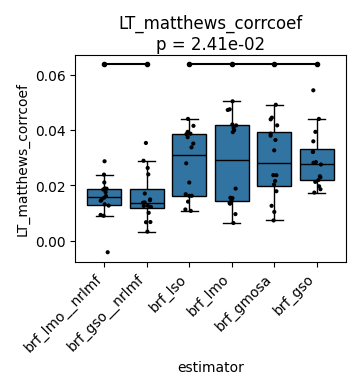 LT_matthews_corrcoef
p = 2.41e-02
LT_matthews_corrcoef
0.06
0.04
0.02
0.00
brf_lmo__nrlmf
brf_gso__nrlmf
brf_lso
brf_lmo
brf_gmosa
brf_gso
estimator